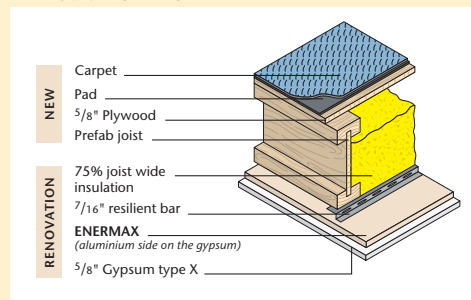 NEW
Carpet
Pad
5/8" Plywood
Prefab joist
RENOVATION
75% joist wide
insulation
7/16" resilient bar
ENERMAX
(aluminium side on the gypsum)
5/8" Gypsum type X